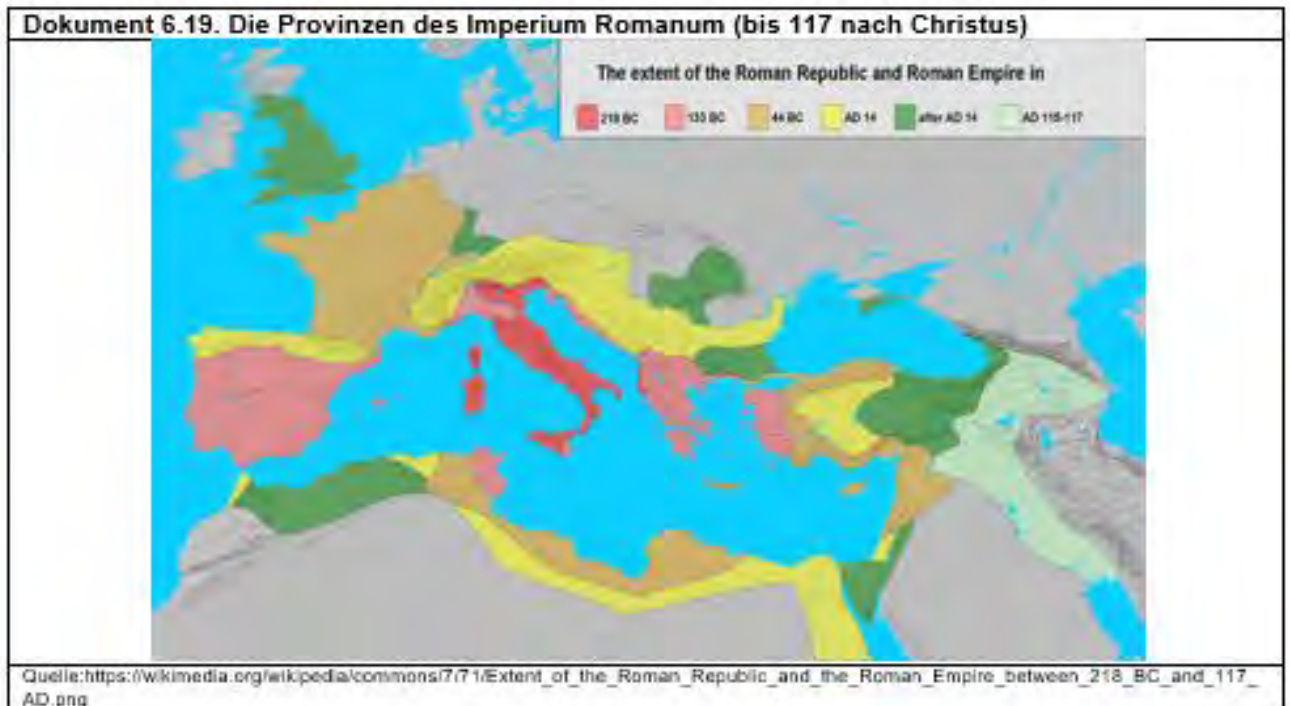 Dokument 6.19. Die Provinzen des Imperium Romanum (bis 117 nach Christus)
The extent of the Roman Republic and Roman Empire in
218 BC 133 BC 44 BC AD 14 after AD 14 AD 116-117
Quelle:https://wikimedia.org/wikipedia/commons/7/71/Extent_of_the_Roman_Republic_and_the_Roman_Empire_between_218_BC_and_117_
AD.png